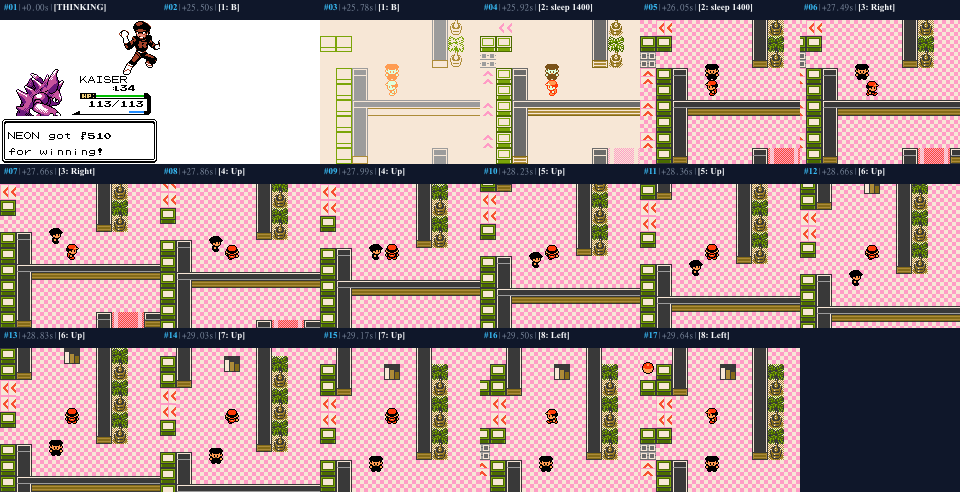 #01|+0.00s|[THINKING]
#02|+25.50s|[1: B]
#03|+25.78s|[1: B]
#04|+25.92s|[2: sleep 1400]
#05|+26.05s|[2: sleep 1400]
#06|+27.49s|[3: Right]
KAISER
:L34
HP:
113/113
NEON got ₽510
for winning!
#07|+27.66s|[3: Right]
#08|+27.86s|[4: Up]
#09|+27.99s|[4: Up]
#10|+28.23s|[5: Up]
#11|+28.36s|[5: Up]
#12|+28.66s|[6: Up]
#13|+28.83s|[6: Up]
#14|+29.03s|[7: Up]
#15|+29.17s|[7: Up]
#16|+29.50s|[8: Left]
#17|+29.64s|[8: Left]